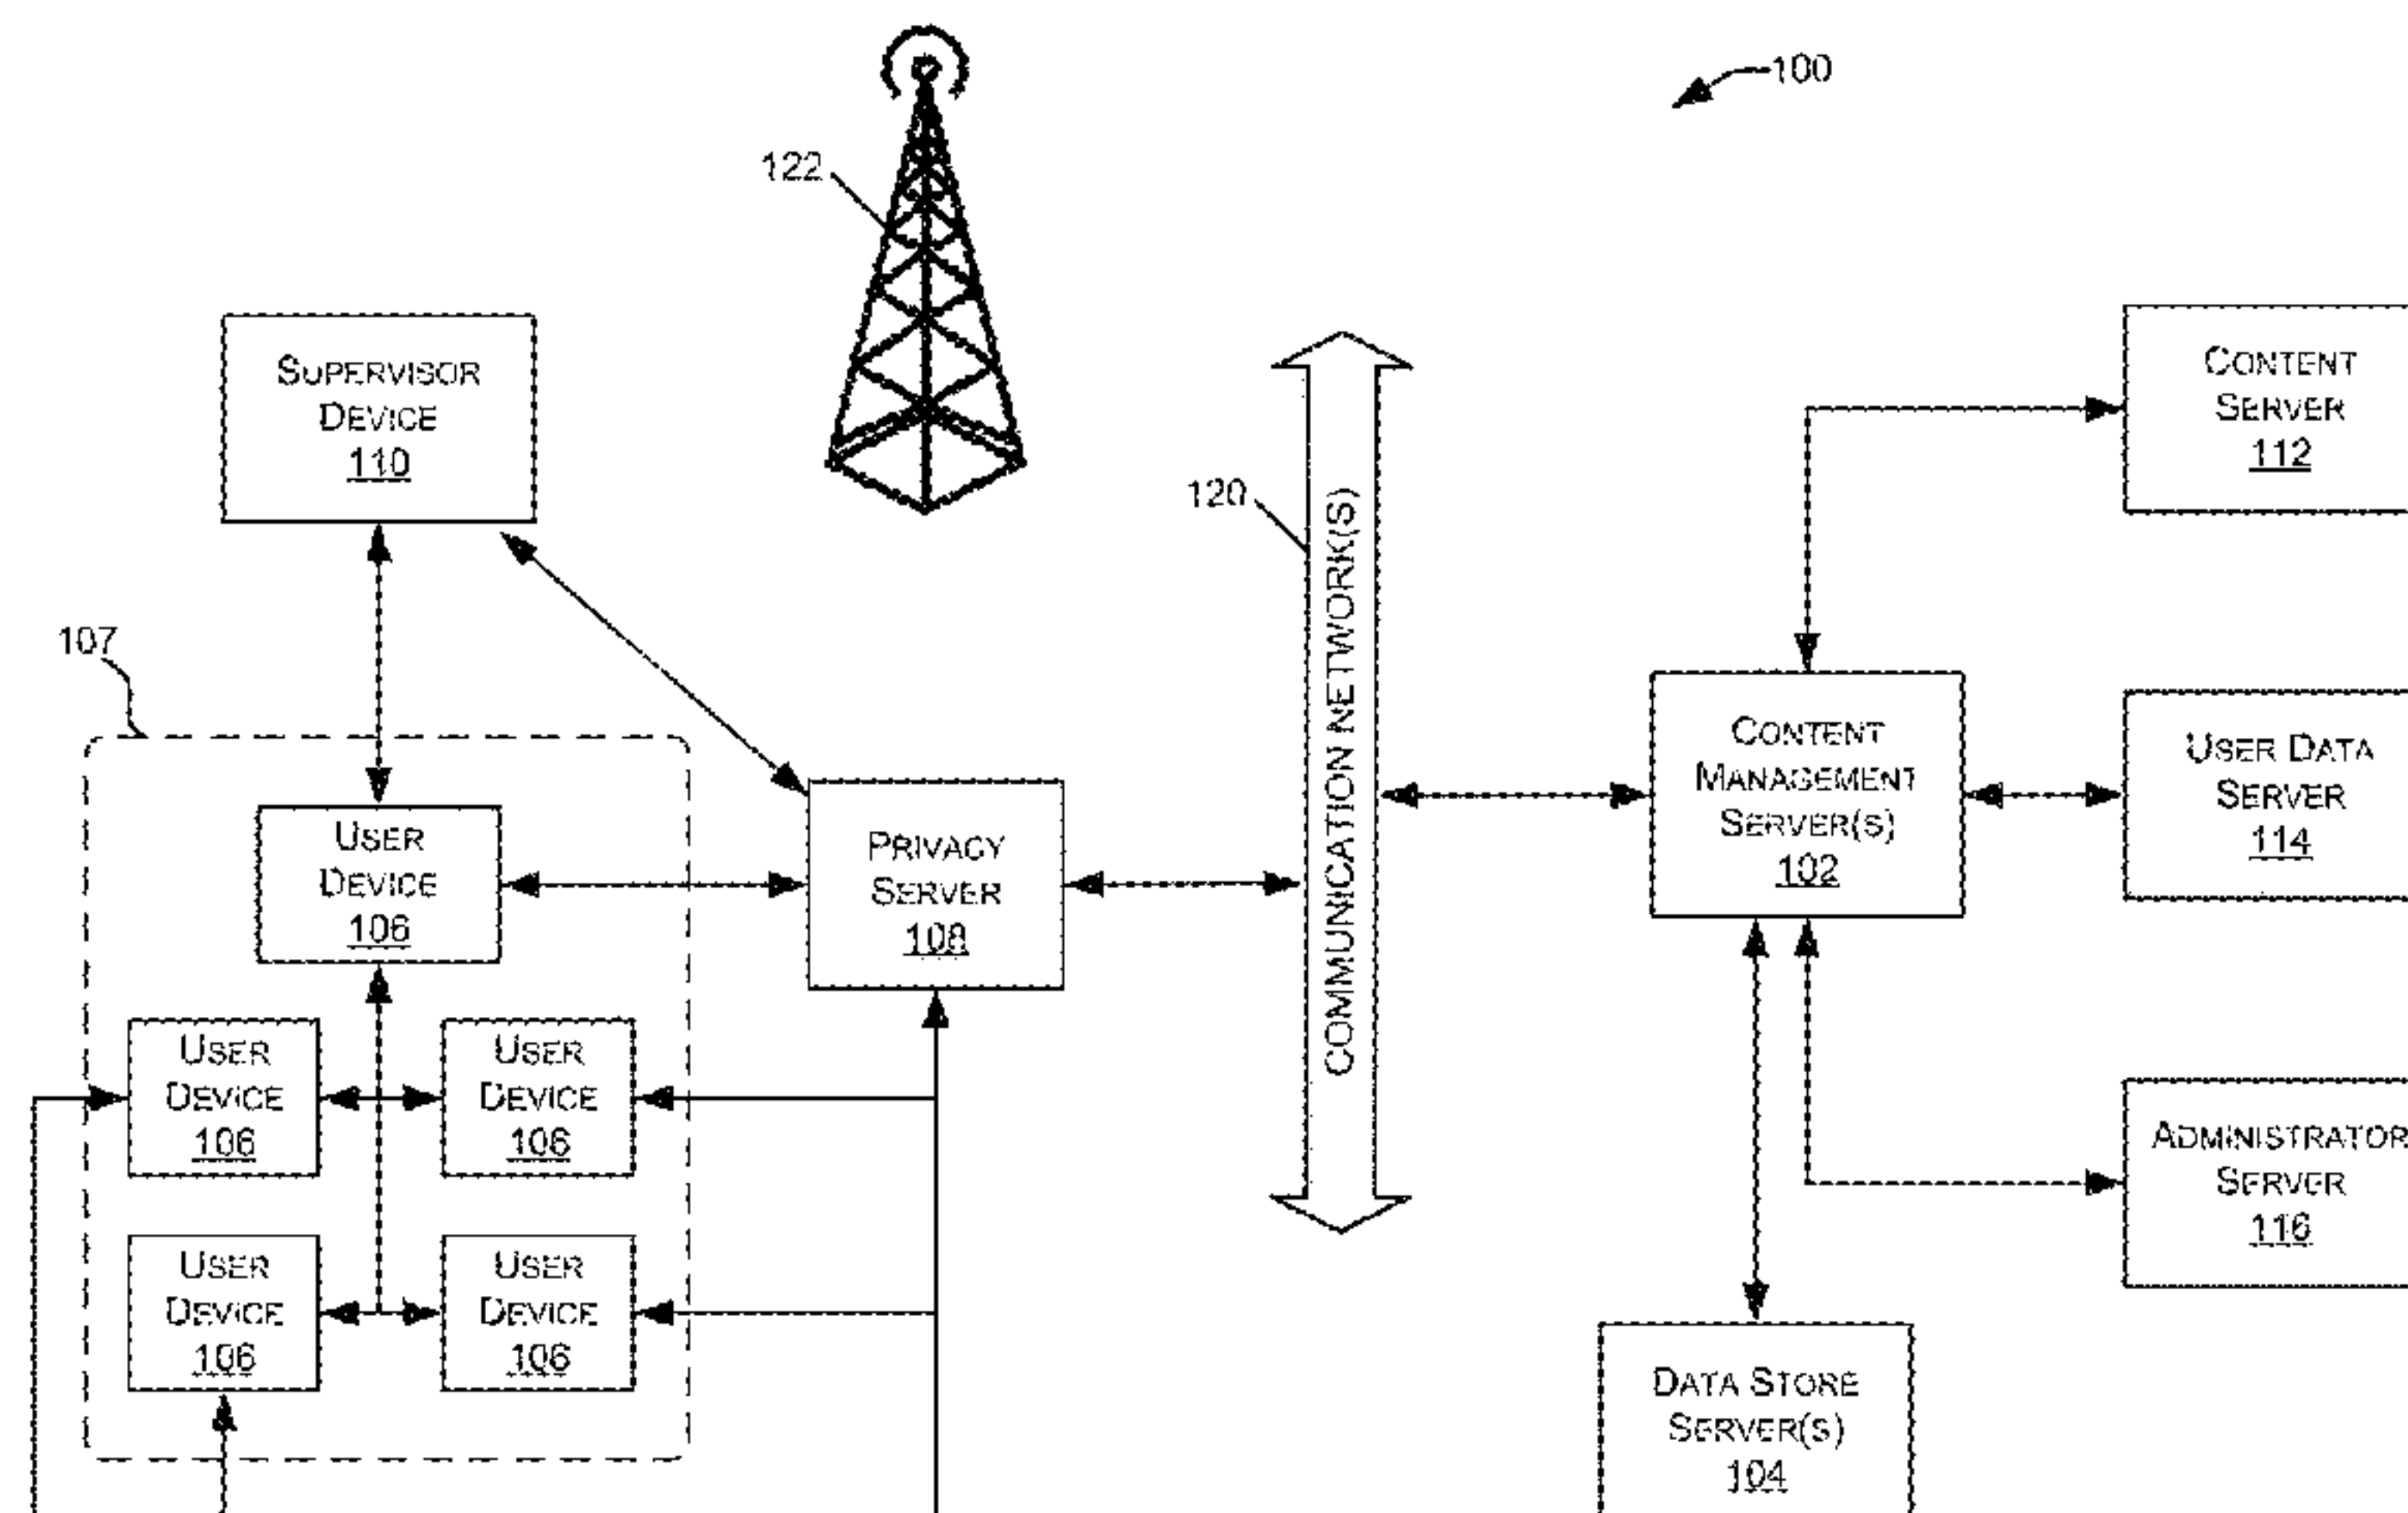 100
122
SUPERVISOR
DEVICE
110
120
COMMUNICATION NETWORK(S)
CONTENT
SERVER
112
107
CONTENT
MANAGEMENT
SERVER(S)
102
USER DATA
SERVER
114
USER
DEVICE
106
PRIVACY
SERVER
108
USER
DEVICE
106
USER
DEVICE
106
ADMINISTRATOR
SERVER
116
USER
DEVICE
106
USER
DEVICE
106
DATA STORE
SERVER(S)
104